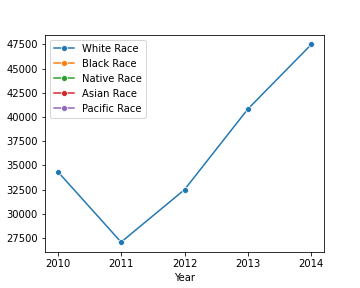 47500
45000
42500
40000
37500
35000
32500
30000
27500
White Race
Black Race
Native Race
Asian Race
Pacific Race
2010 2011 2012 2013 2014
Year